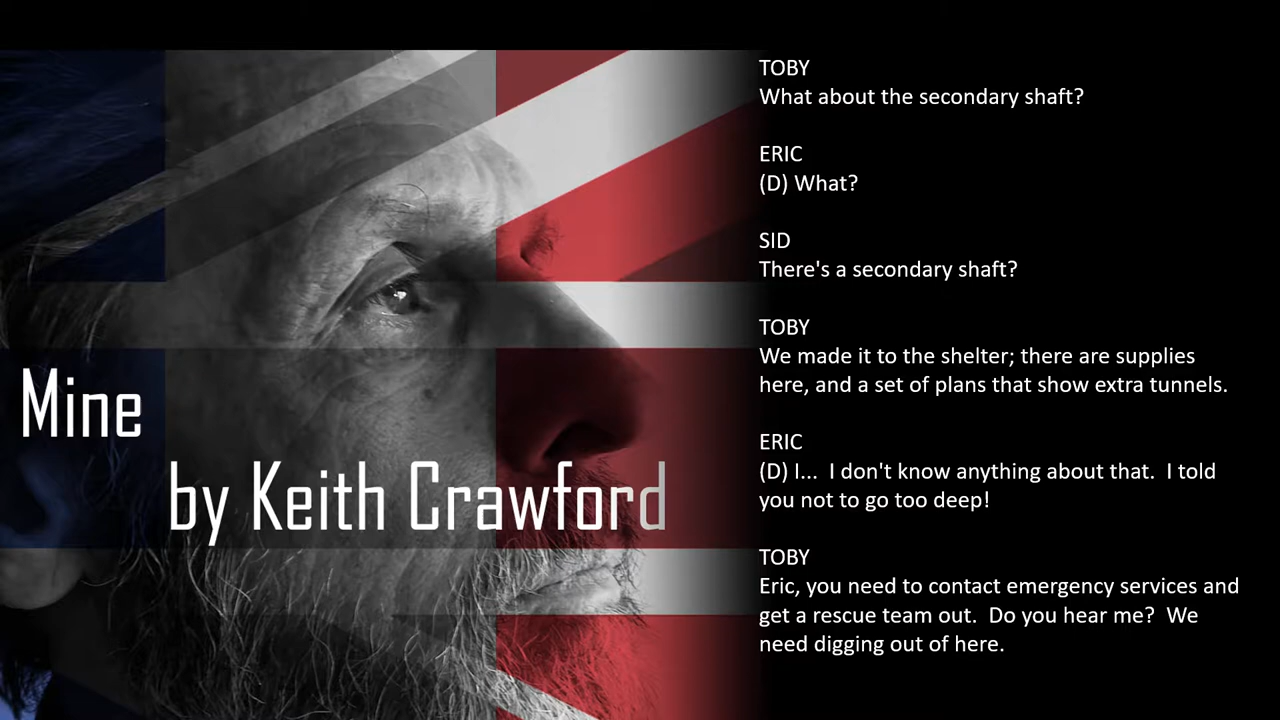 Mine
by Keith Crawford
TOBY
What about the secondary shaft?
ERIC
(D) What?
SID
There's a secondary shaft?
TOBY
We made it to the shelter; there are supplies
here, and a set of plans that show extra tunnels.
ERIC
(D) I...  I don't know anything about that.  I told
you not to go too deep!
TOBY
Eric, you need to contact emergency services and
get a rescue team out.  Do you hear me?  We
need digging out of here.